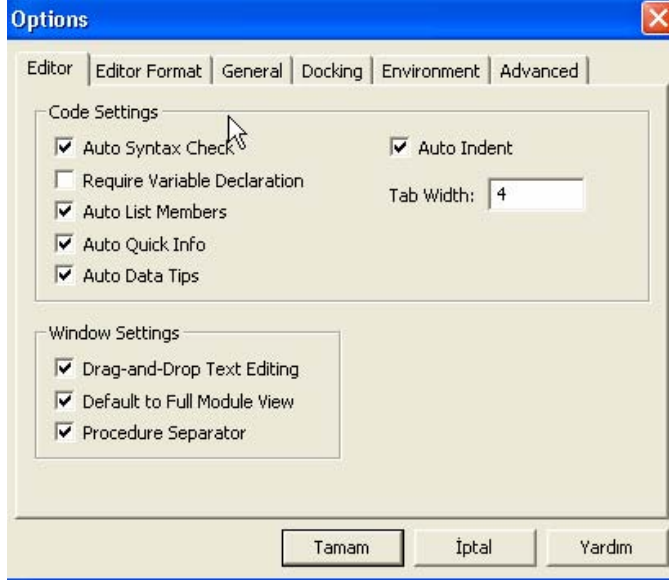 Options
Editor Editor Format General Docking Environment Advanced
Code Settings
Auto Syntax Check Auto Indent
Require Variable Declaration
Tab Width: 4
Auto List Members
Auto Quick Info
Auto Data Tips
Window Settings
Drag-and-Drop Text Editing
Default to Full Module View
Procedure Separator
Tamam İptal Yardım